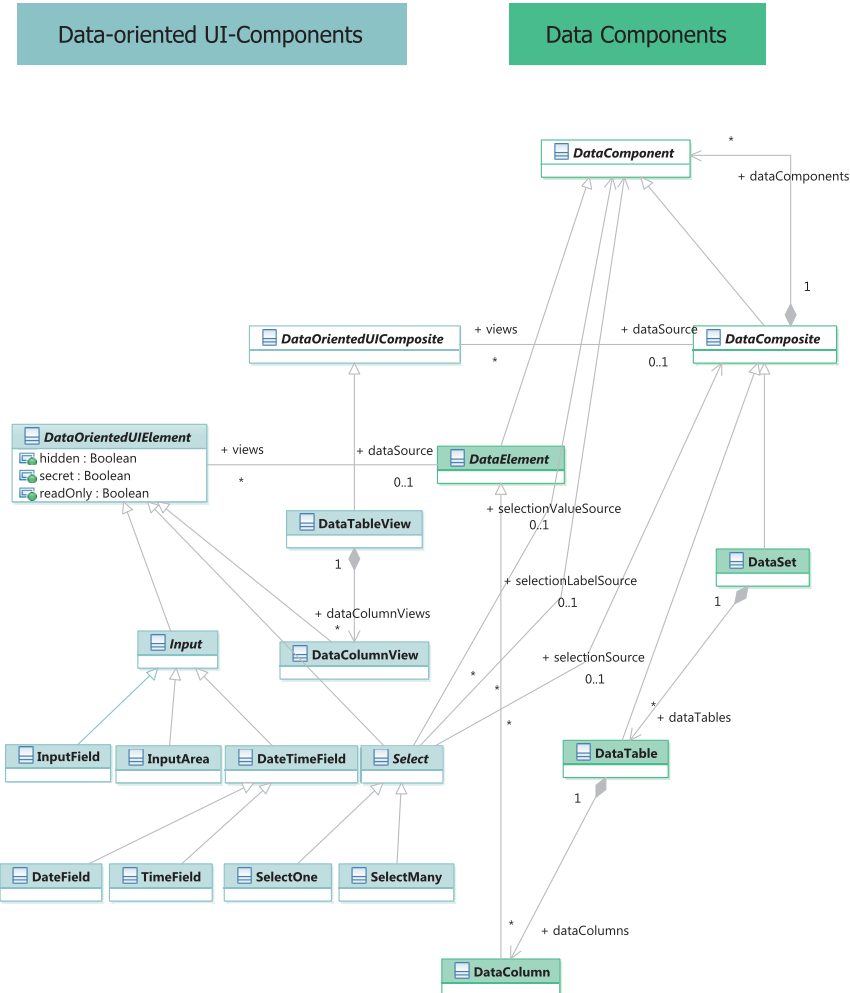 Data-oriented UI-Components
Data Components
DataComponent
*
+ dataComponents
1
DataOrientedUIComposite
+ views
*
+ dataSource
0..1
DataComposite
DataOrientedUIElement
hidden : Boolean
secret : Boolean
readOnly : Boolean
+ views
*
+ dataSource
0..1
DataElement
DataTableView
1
+ selectionValueSource
0..1
DataSet
1
+ selectionLabelSource
0..1
+ dataColumnViews
*
Input
DataColumnView
+ selectionSource
0..1
*
*
*
*
+ dataTables
InputField
InputArea
DateTimeField
Select
DataTable
1
DateField
TimeField
SelectOne
SelectMany
*
+ dataColumns
DataColumn